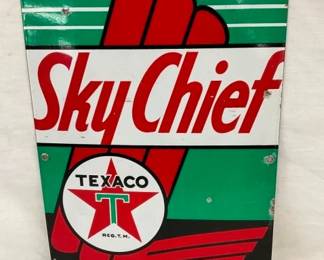 Sky Chief
TEXACO
T
REG. T.M.